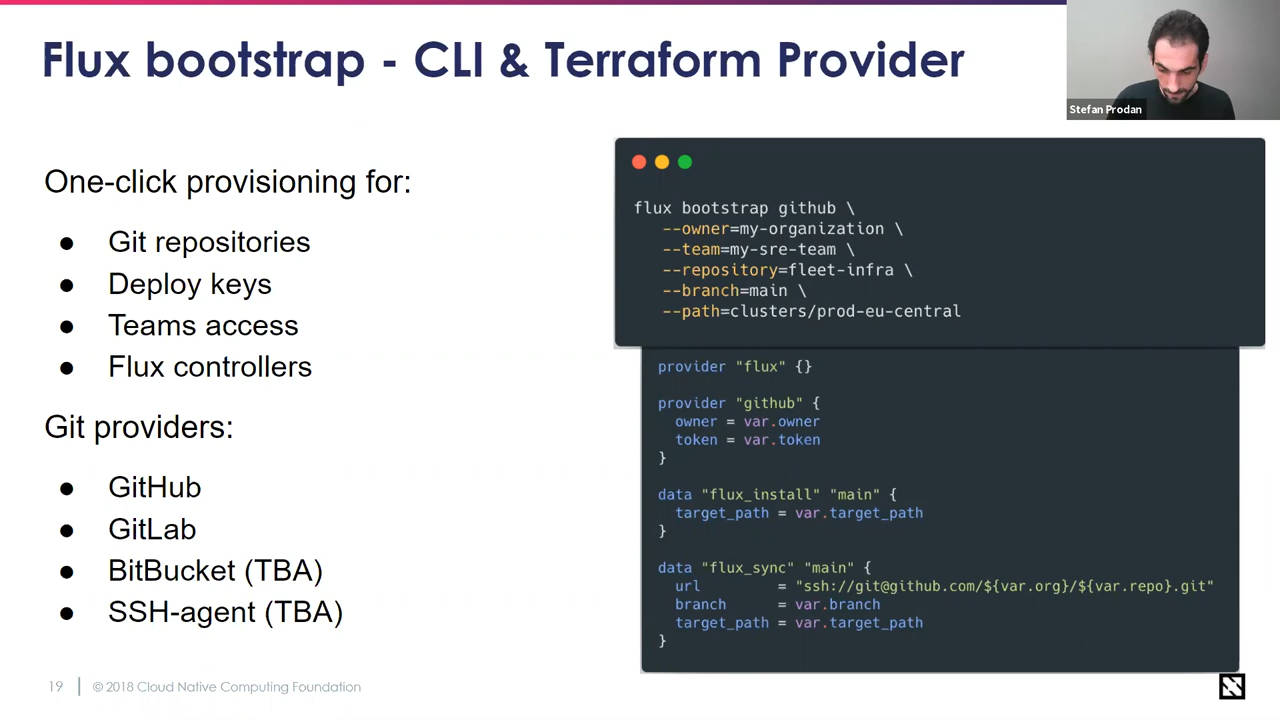 Flux bootstrap - CLI & Terraform Provider
Stefan Prodan
One-click provisioning for:
● Git repositories
● Deploy keys
● Teams access
● Flux controllers
Git providers:
● GitHub
● GitLab
● BitBucket (TBA)
● SSH-agent (TBA)
flux bootstrap github \
--owner=my-organization \
--team=my-sre-team \
--repository=fleet-infra \
--branch=main \
--path=clusters/prod-eu-central
provider "flux" {}
provider "github" {
owner = var.owner
token = var.token
}
data "flux_install" "main" {
target_path = var.target_path
}
data "flux_sync" "main" {
url = "ssh://git@github.com/${var.org}/${var.repo}.git"
branch = var.branch
target_path = var.target_path
}
19
© 2018 Cloud Native Computing Foundation